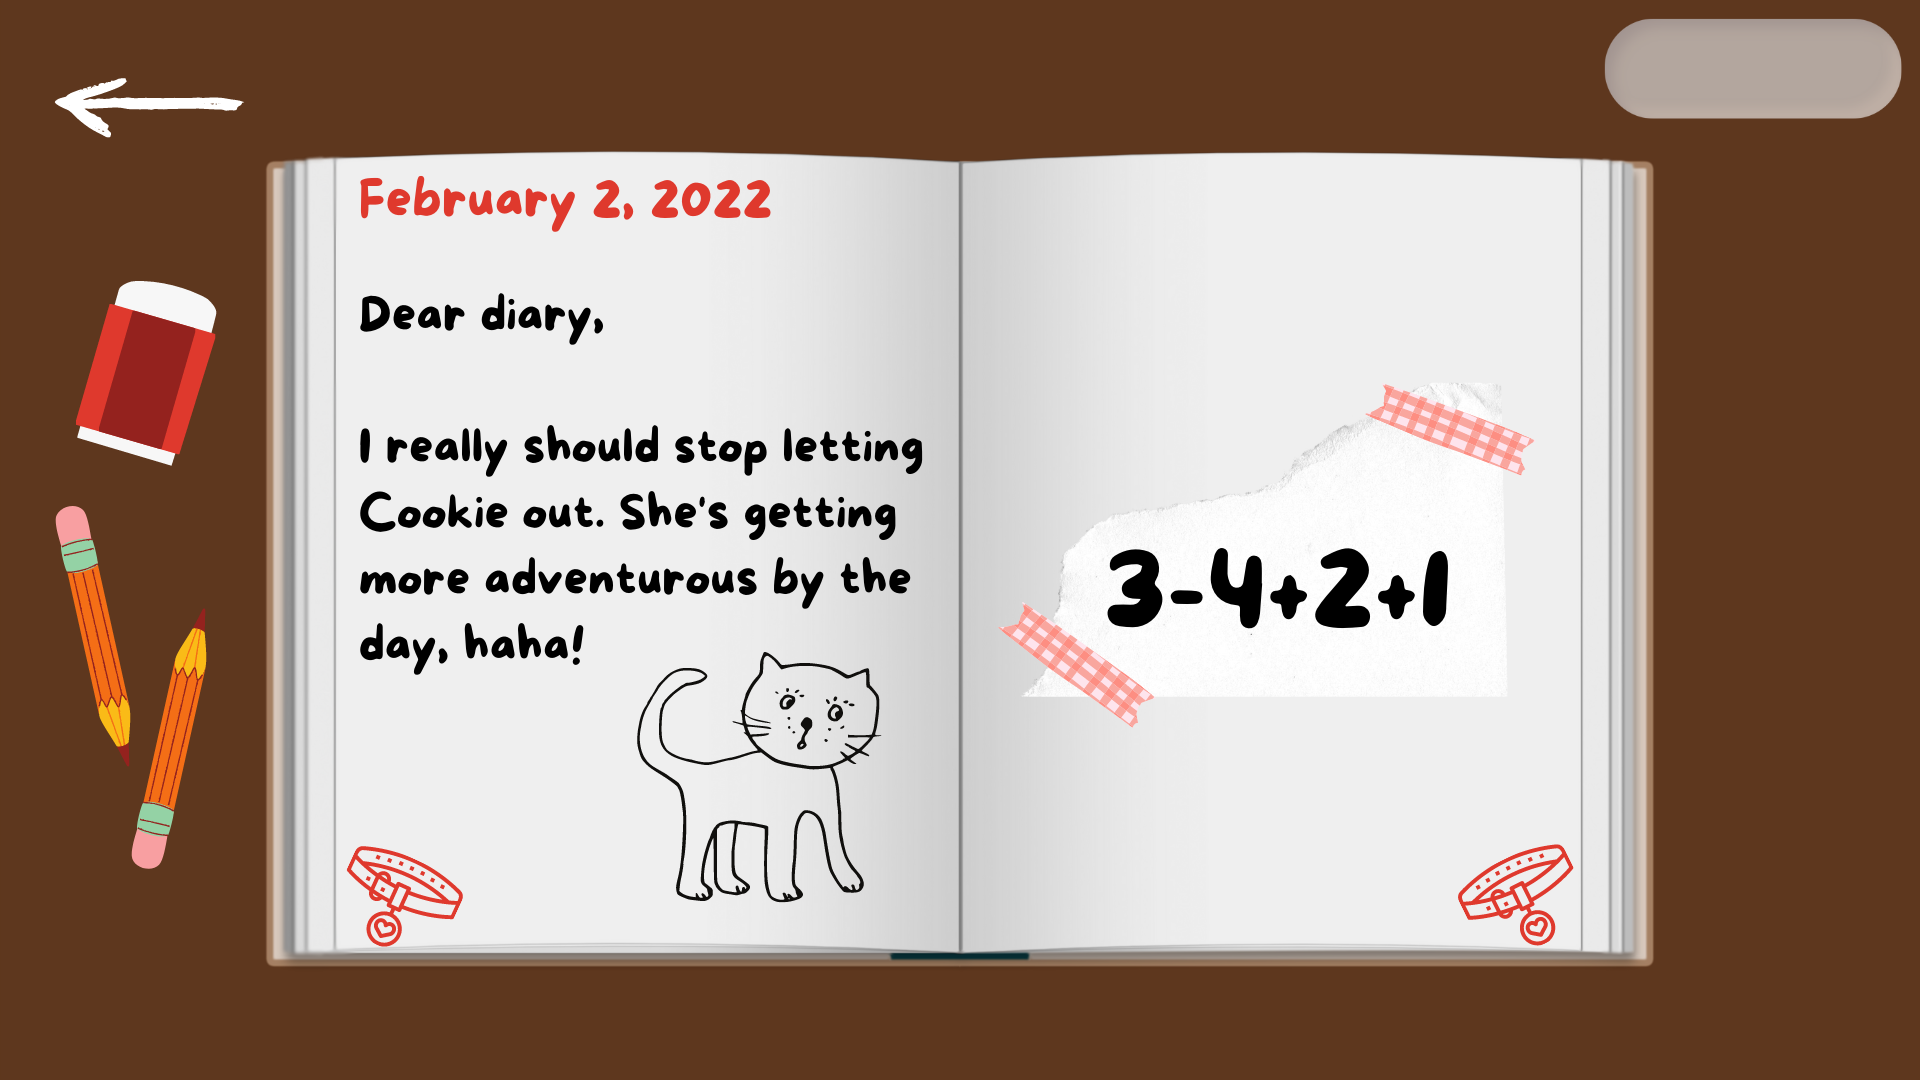 February 2, 2022
Dear diary,
I really should stop letting
Cookie out. She's getting
more adventurous by the
day, haha!
3-4+2+1